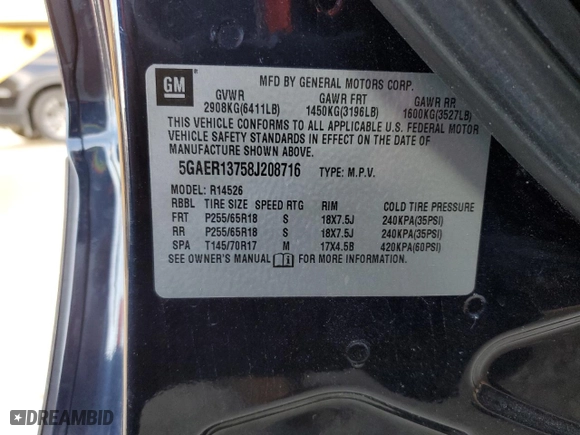 GM
MFD BY GENERAL MOTORS CORP.
GVWR GAWR FRT GAWR RR
2908KG(6411LB) 1450KG(3196LB) 1600KG(3527LB)
THIS VEHICLE CONFORMS TO ALL APPLICABLE U.S. FEDERAL MOTOR
VEHICLE SAFETY STANDARDS IN EFFECT ON THE DATE OF
MANUFACTURE SHOWN ABOVE.
5GAER13758J208716 TYPE: M.P.V.
MODEL: R14526
RBBL TIRE SIZE SPEED RTG RIM COLD TIRE PRESSURE
FRT P255/65R18 S 18X7.5J 240KPA(35PSI)
RR P255/65R18 S 18X7.5J 240KPA(35PSI)
SPA T145/70R17 M 17X4.5B 420KPA(60PSI)
SEE OWNER'S MANUAL FOR MORE INFORMATION.
DREAMBID